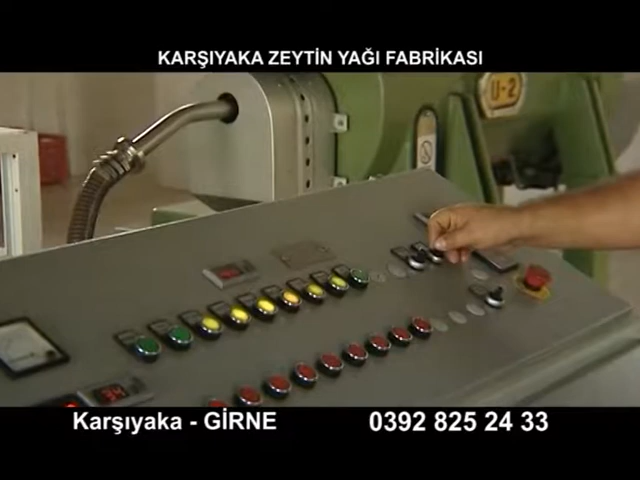 KARŞIYAKA ZEYTİN YAĞI FABRİKASI
U-2
Karşıyaka - GİRNE 0392 825 24 33